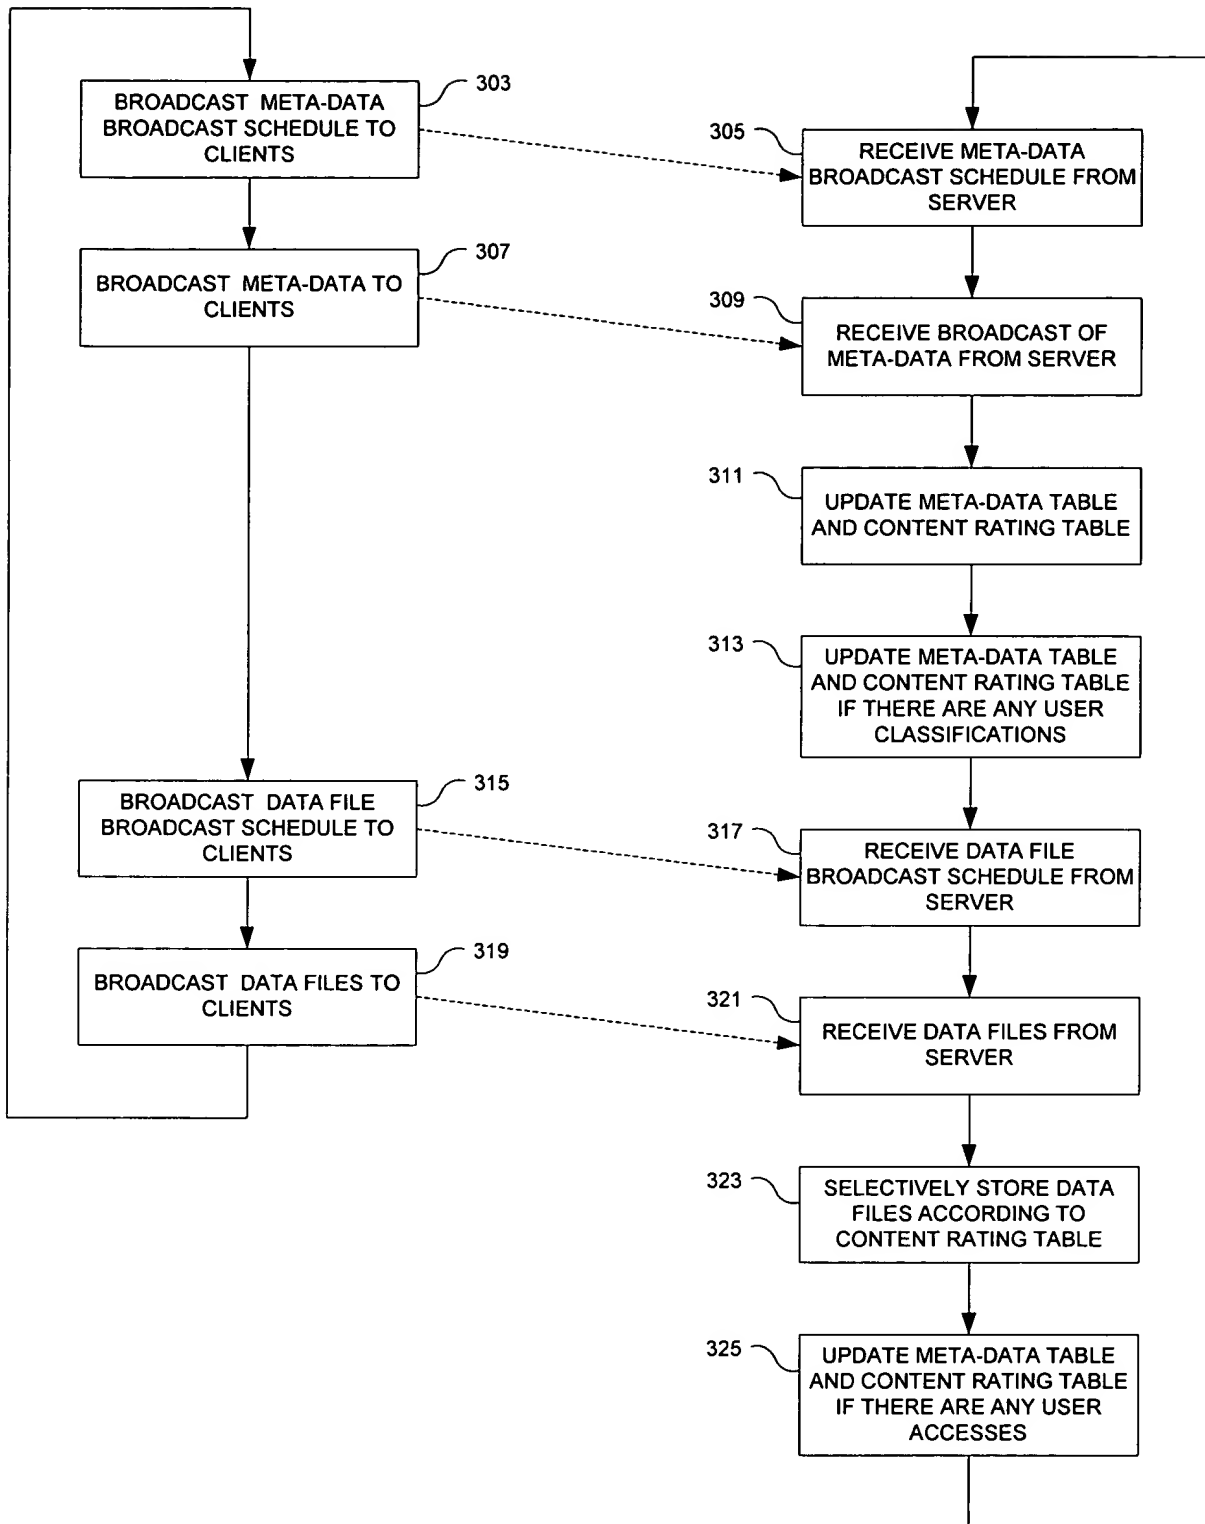 303
BROADCAST META-DATA
BROADCAST SCHEDULE TO
CLIENTS
305
RECEIVE META-DATA
BROADCAST SCHEDULE FROM
SERVER
307
BROADCAST META-DATA TO
CLIENTS
309
RECEIVE BROADCAST OF
META-DATA FROM SERVER
311
UPDATE META-DATA TABLE
AND CONTENT RATING TABLE
313
UPDATE META-DATA TABLE
AND CONTENT RATING TABLE
IF THERE ARE ANY USER
CLASSIFICATIONS
315
BROADCAST DATA FILE
BROADCAST SCHEDULE TO
CLIENTS
317
RECEIVE DATA FILE
BROADCAST SCHEDULE FROM
SERVER
319
BROADCAST DATA FILES TO
CLIENTS
321
RECEIVE DATA FILES FROM
SERVER
323
SELECTIVELY STORE DATA
FILES ACCORDING TO
CONTENT RATING TABLE
325
UPDATE META-DATA TABLE
AND CONTENT RATING TABLE
IF THERE ARE ANY USER
ACCESSES